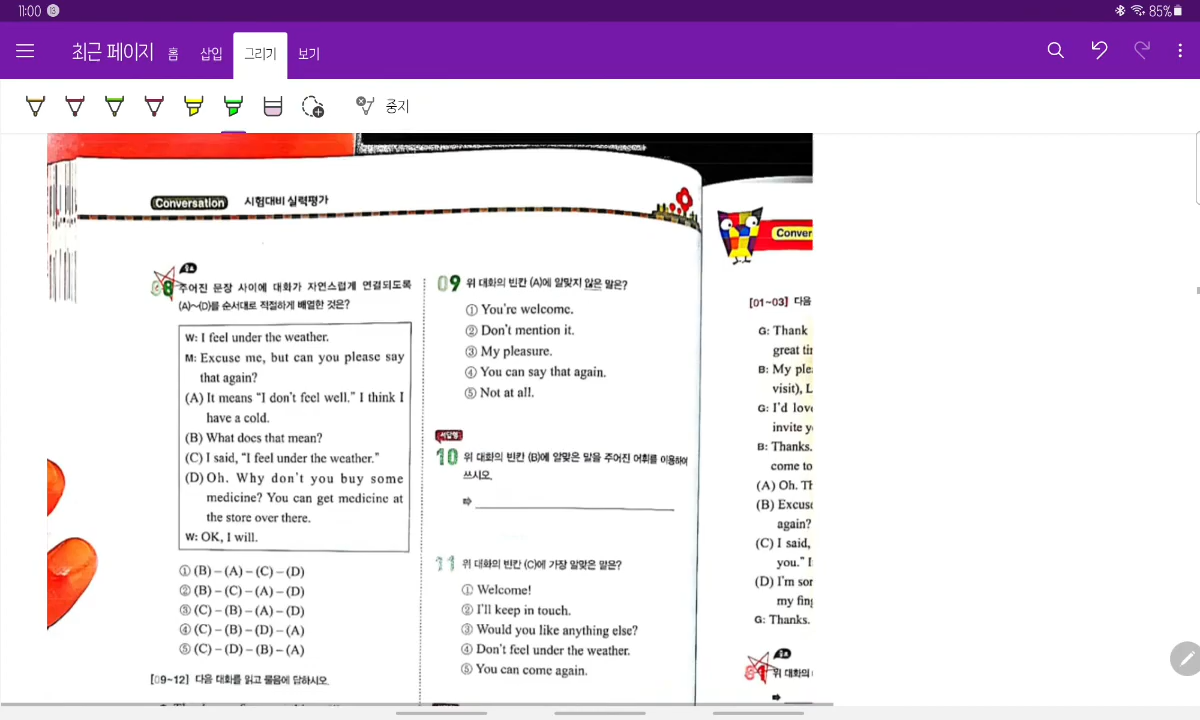 11:00
85%
최근 페이지 홈 삽입 그리기 보기
중지
Conversation 시험대비 실력평가
08 주어진 문장 사이에 대화가 자연스럽게 연결되도록
(A)~(D)를 순서대로 적절하게 배열한 것은?
W: I feel under the weather.
M: Excuse me, but can you please say
that again?
(A) It means “I don't feel well.” I think I
have a cold.
(B) What does that mean?
(C) I said, “I feel under the weather.”
(D) Oh. Why don't you buy some
medicine? You can get medicine at
the store over there.
W: OK, I will.
① (B) – (A) – (C) – (D)
② (B) – (C) – (A) – (D)
③ (C) – (B) – (A) – (D)
④ (C) – (B) – (D) – (A)
⑤ (C) – (D) – (B) – (A)
[09~12] 다음 대화를 읽고 물음에 답하시오.
09 위 대화의 빈칸 (A)에 알맞지 않은 말은?
① You're welcome.
② Don't mention it.
③ My pleasure.
④ You can say that again.
⑤ Not at all.
서답형
10 위 대화의 빈칸 (B)에 알맞은 말을 주어진 어휘를 이용하여
쓰시오.
⇨
11 위 대화의 빈칸 (C)에 가장 알맞은 말은?
① Welcome!
② I'll keep in touch.
③ Would you like anything else?
④ Don't feel under the weather.
⑤ You can come again.
Conver
[01~03] 다음
G: Thank
great ti
B: My ple
visit), L
G: I'd lov
invite y
B: Thanks.
come to
(A) Oh. Th
(B) Excus
again?
(C) I said,
you.” I
(D) I'm sor
my fing
G: Thanks.
01 위 대화의
⇨